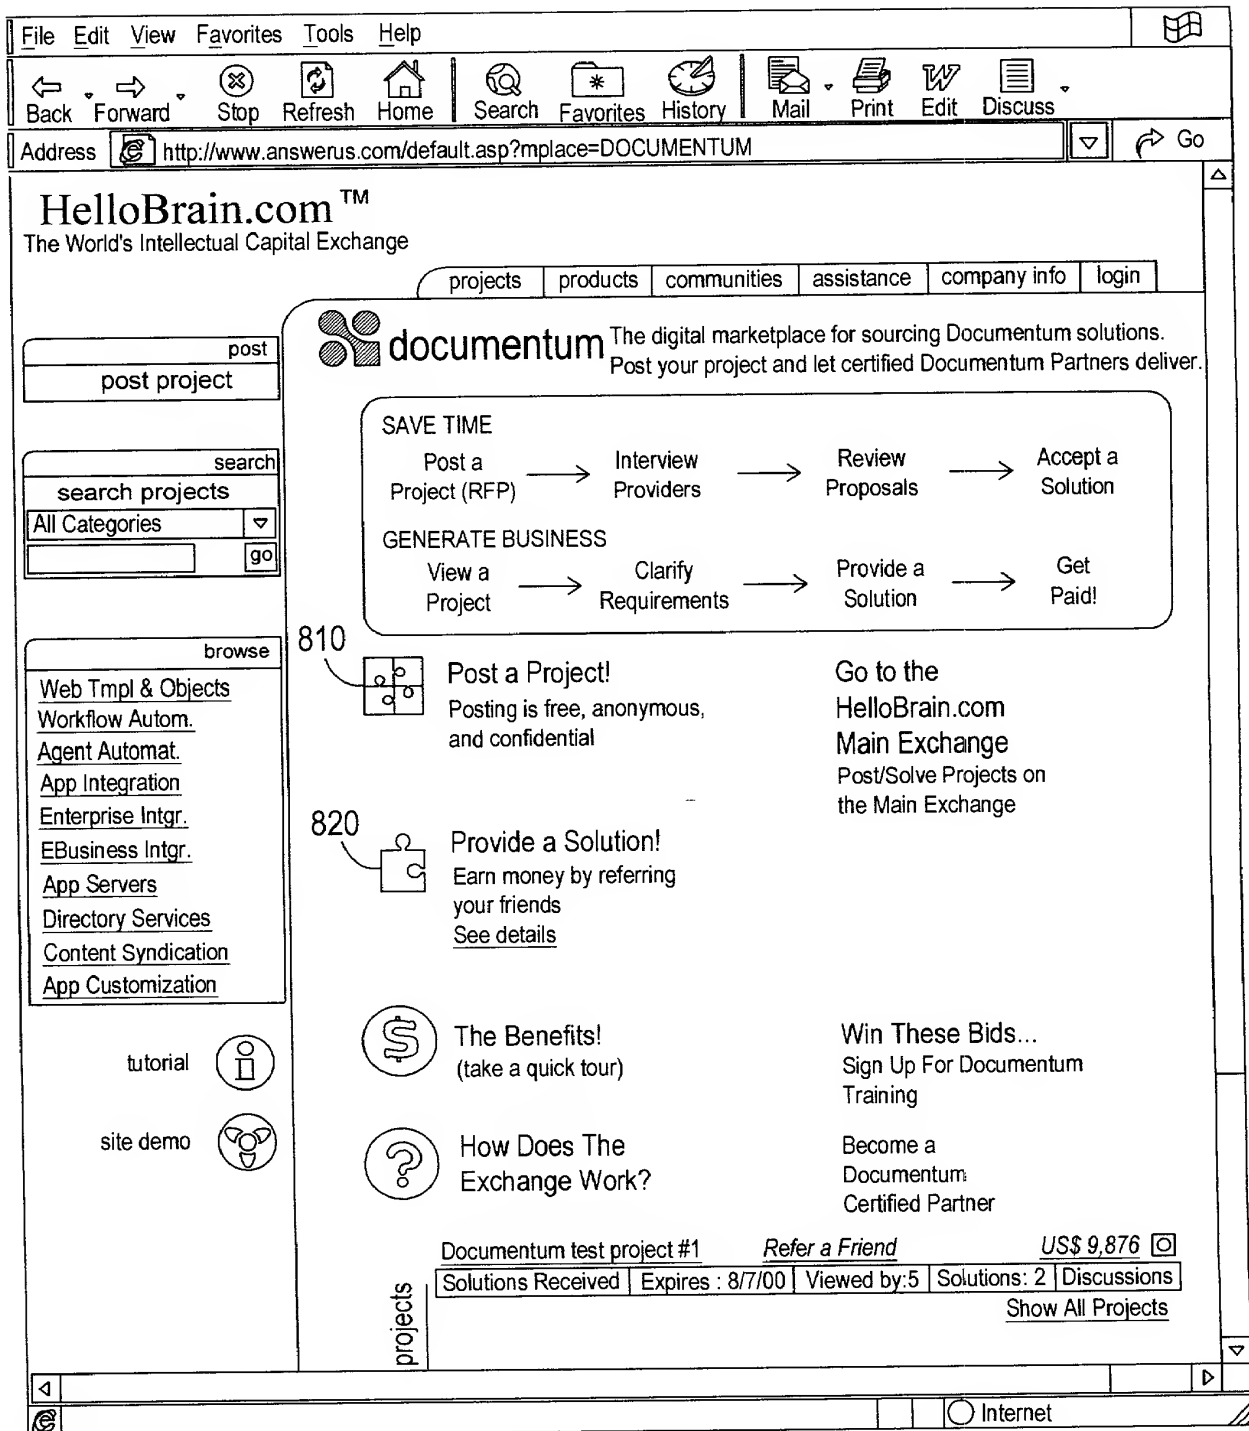 File Edit View Favorites Tools Help
Back Forward Stop Refresh Home Search Favorites History Mail Print Edit Discuss
Address http://www.answerus.com/default.asp?mplace=DOCUMENTUM Go
HelloBrain.com™
The World's Intellectual Capital Exchange
projects products communities assistance company info login
post
post project
search
search projects
All Categories
go
browse
Web Tmpl & Objects
Workflow Autom.
Agent Automat.
App Integration
Enterprise Intgr.
EBusiness Intgr.
App Servers
Directory Services
Content Syndication
App Customization
tutorial
site demo
documentum
The digital marketplace for sourcing Documentum solutions.
Post your project and let certified Documentum Partners deliver.
SAVE TIME
Post a Project (RFP)
Interview Providers
Review Proposals
Accept a Solution
GENERATE BUSINESS
View a Project
Clarify Requirements
Provide a Solution
Get Paid!
810
Post a Project!
Posting is free, anonymous,
and confidential
Go to the
HelloBrain.com
Main Exchange
Post/Solve Projects on
the Main Exchange
820
Provide a Solution!
Earn money by referring
your friends
See details
The Benefits!
(take a quick tour)
Win These Bids...
Sign Up For Documentum
Training
How Does The
Exchange Work?
Become a
Documentum
Certified Partner
projects
Documentum test project #1 Refer a Friend US$ 9,876
Solutions Received Expires : 8/7/00 Viewed by:5 Solutions: 2 Discussions
Show All Projects
Internet